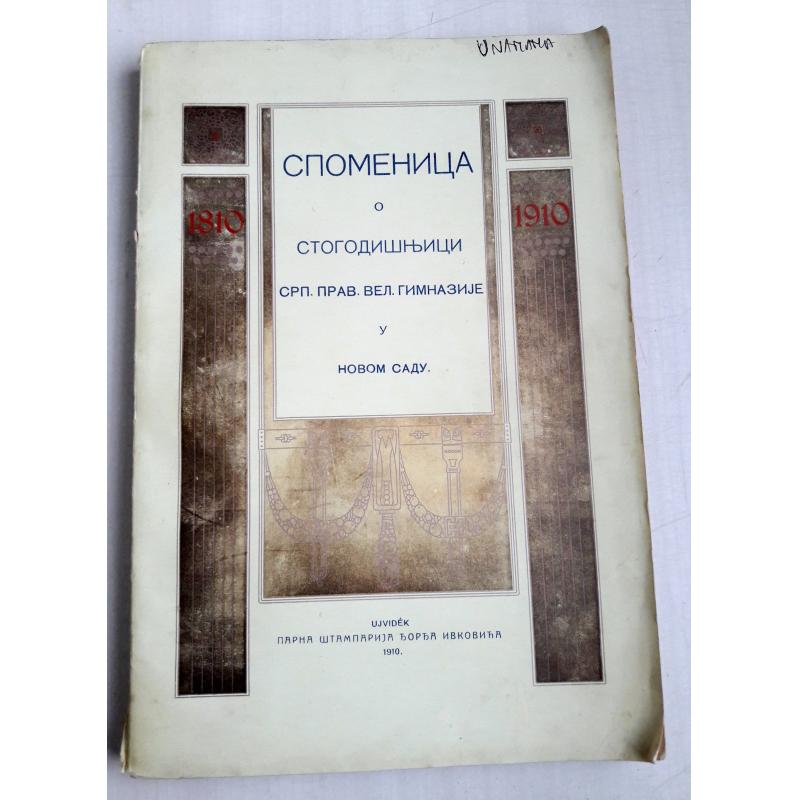 СПОМЕНИЦА
О
СТОГОДИШЊИЦИ
СРП. ПРАВ. ВЕЛ. ГИМНАЗИЈЕ
У
НОВОМ САДУ.
1810
1910
UJVIDÉK
ПАРНА ШТАМПАРИЈА ЂОРЂА ИВКОВИЋА
1910.